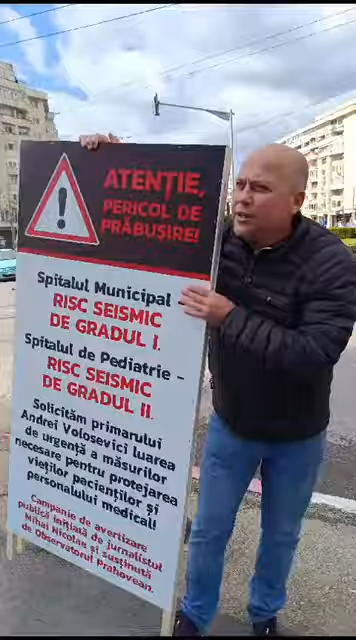 ATENȚIE,
PERICOL DE
PRĂBUȘIRE!
Spitalul Municipal -
RISC SEISMIC
DE GRADUL I.
Spitalul de Pediatrie -
RISC SEISMIC
DE GRADUL II.
Solicităm primarului
Andrei Volosevici luarea
de urgență a măsurilor
necesare pentru protejarea
vieților pacienților și
personalului medical!
Campanie de avertizare
publică inițiată de jurnalistul
Mihai Nicolae și susținută
de Observatorul Prahovean.